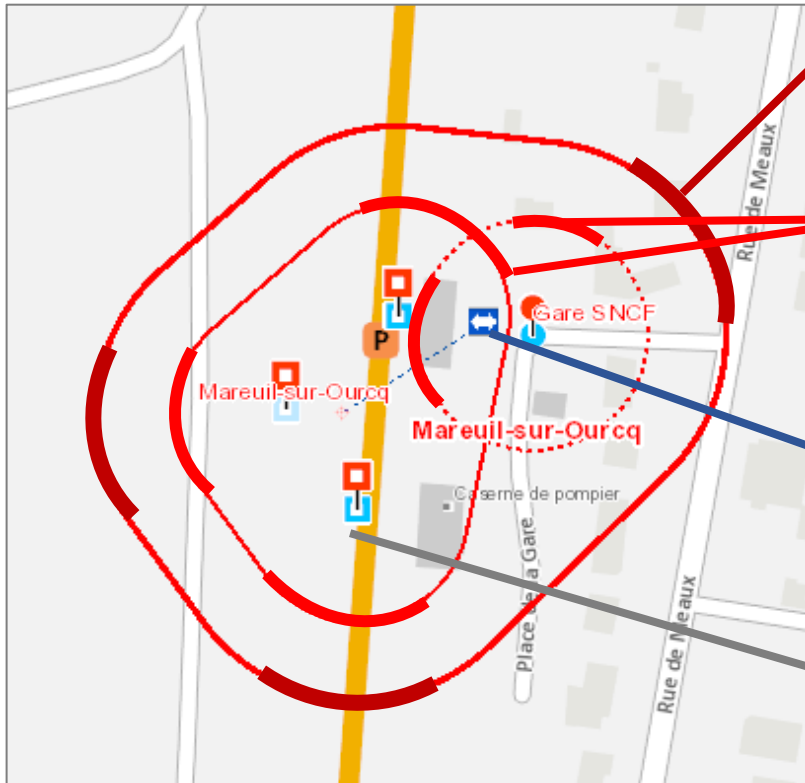 Rue de Meaux
Gare SNCF
P
Mareuil-sur-Ourcq
Mareuil-sur-Ourcq
Caserne de pompier
Place de la Gare
Rue de Meaux